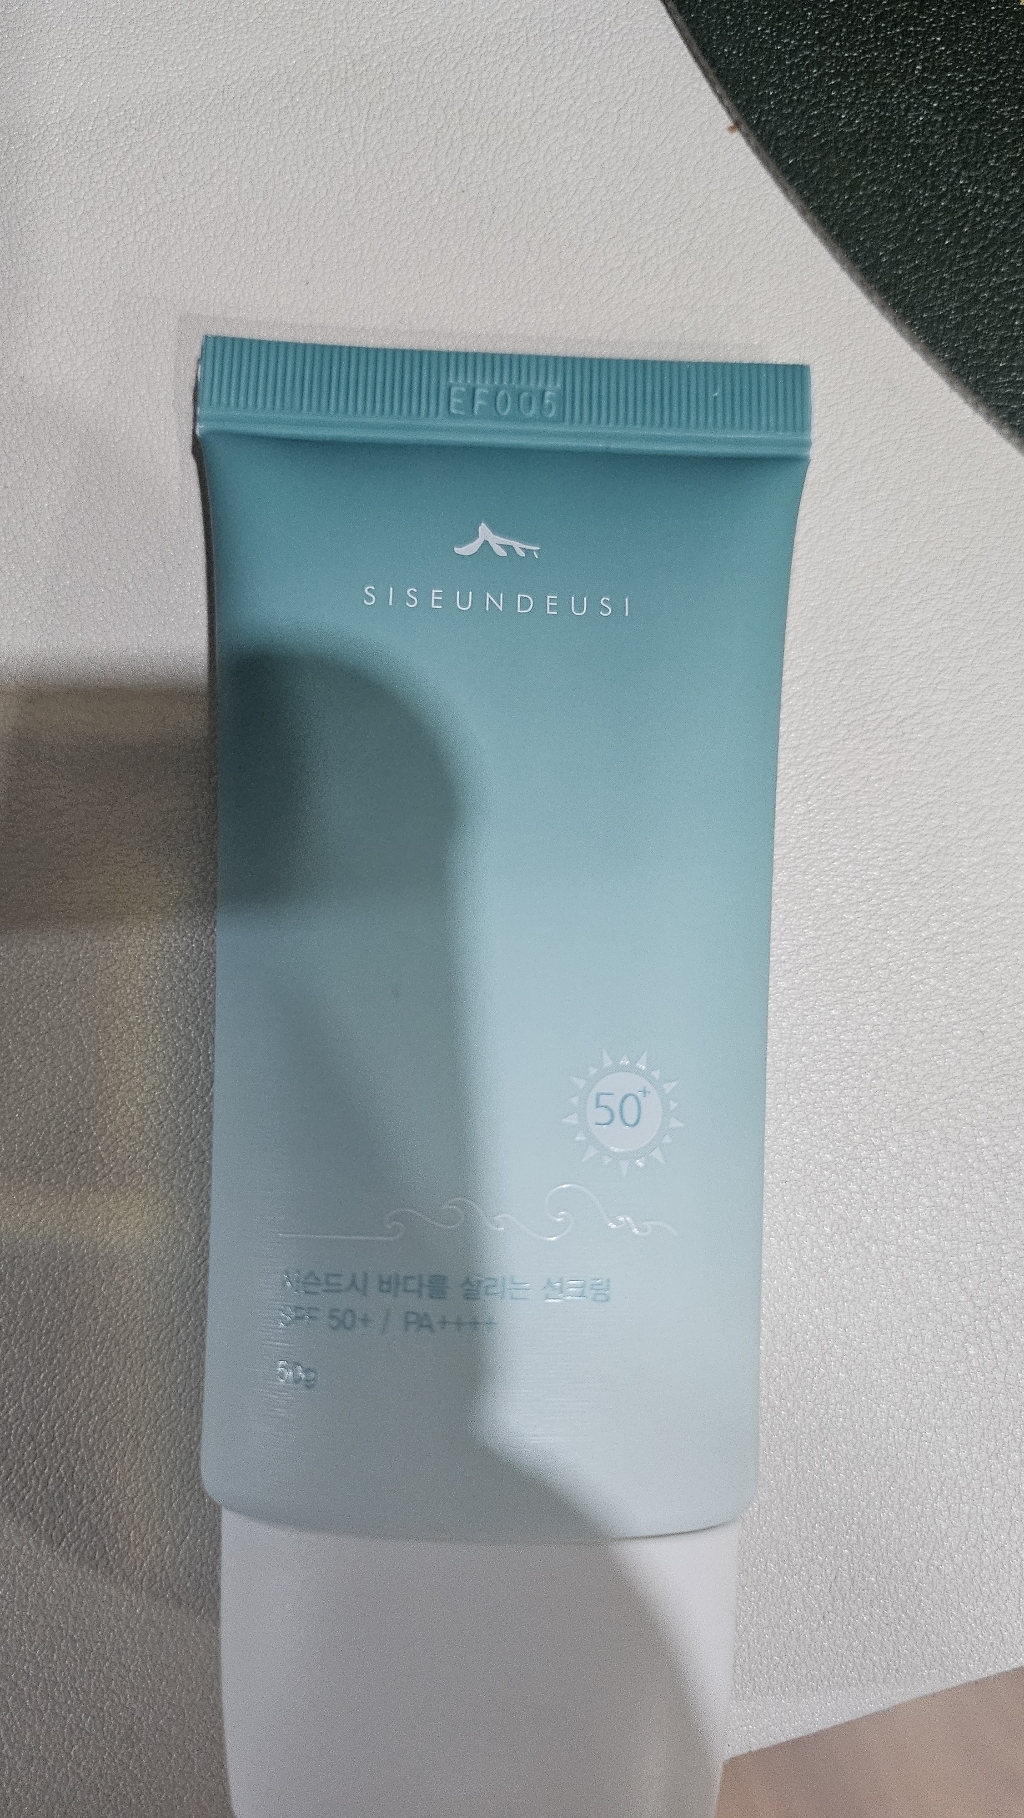 EF005
SISEUNDEUSI
50+
시슨드시 바다를 살리는 선크림
SPF 50+ / PA++++
50g